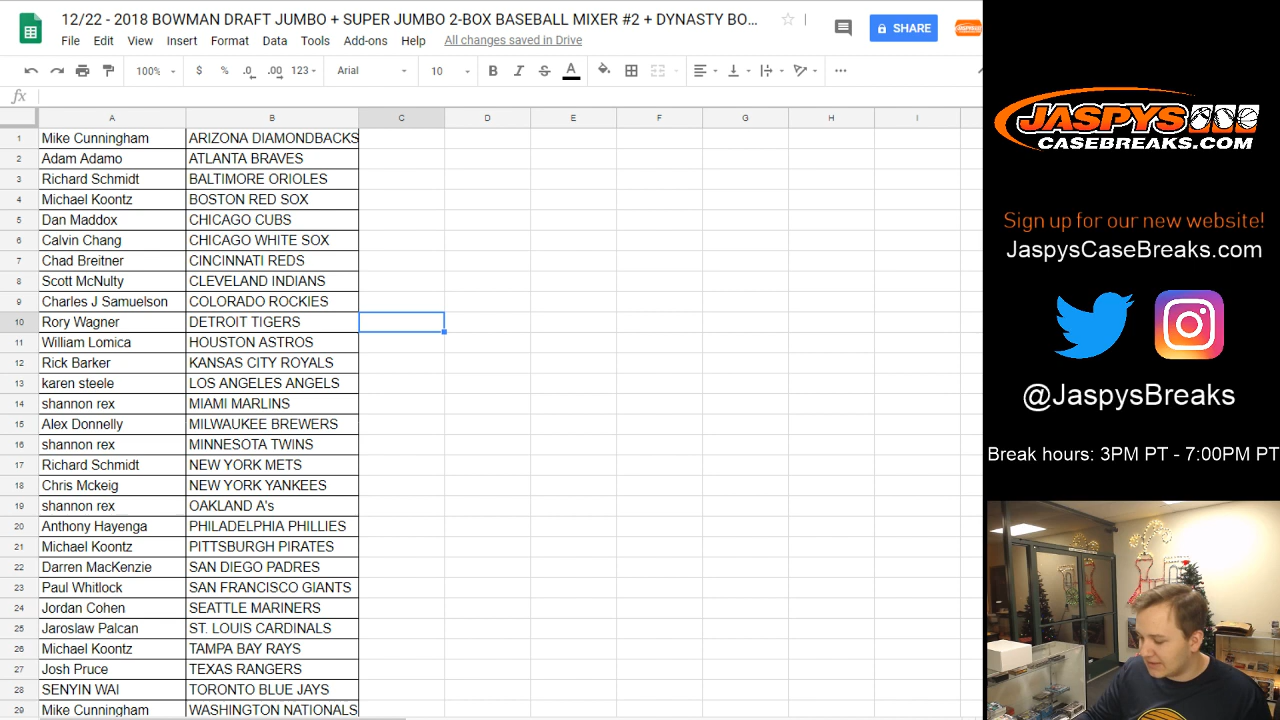 12/22 - 2018 BOWMAN DRAFT JUMBO + SUPER JUMBO 2-BOX BASEBALL MIXER #2 + DYNASTY BO...
File Edit View Insert Format Data Tools Add-ons Help All changes saved in Drive
SHARE
100% $ % .0 .00 123 Arial 10 B I S A
fx
A B C D E F G H I
1 Mike Cunningham ARIZONA DIAMONDBACKS
2 Adam Adamo ATLANTA BRAVES
3 Richard Schmidt BALTIMORE ORIOLES
4 Michael Koontz BOSTON RED SOX
5 Dan Maddox CHICAGO CUBS
6 Calvin Chang CHICAGO WHITE SOX
7 Chad Breitner CINCINNATI REDS
8 Scott McNulty CLEVELAND INDIANS
9 Charles J Samuelson COLORADO ROCKIES
10 Rory Wagner DETROIT TIGERS
11 William Lomica HOUSTON ASTROS
12 Rick Barker KANSAS CITY ROYALS
13 karen steele LOS ANGELES ANGELS
14 shannon rex MIAMI MARLINS
15 Alex Donnelly MILWAUKEE BREWERS
16 shannon rex MINNESOTA TWINS
17 Richard Schmidt NEW YORK METS
18 Chris Mckeig NEW YORK YANKEES
19 shannon rex OAKLAND A's
20 Anthony Hayenga PHILADELPHIA PHILLIES
21 Michael Koontz PITTSBURGH PIRATES
22 Darren MacKenzie SAN DIEGO PADRES
23 Paul Whitlock SAN FRANCISCO GIANTS
24 Jordan Cohen SEATTLE MARINERS
25 Jaroslaw Palcan ST. LOUIS CARDINALS
26 Michael Koontz TAMPA BAY RAYS
27 Josh Pruce TEXAS RANGERS
28 SENYIN WAI TORONTO BLUE JAYS
29 Mike Cunningham WASHINGTON NATIONALS
JASPYS
CASEBREAKS.COM
Sign up for our new website!
JaspysCaseBreaks.com
@JaspysBreaks
Break hours: 3PM PT - 7:00PM PT